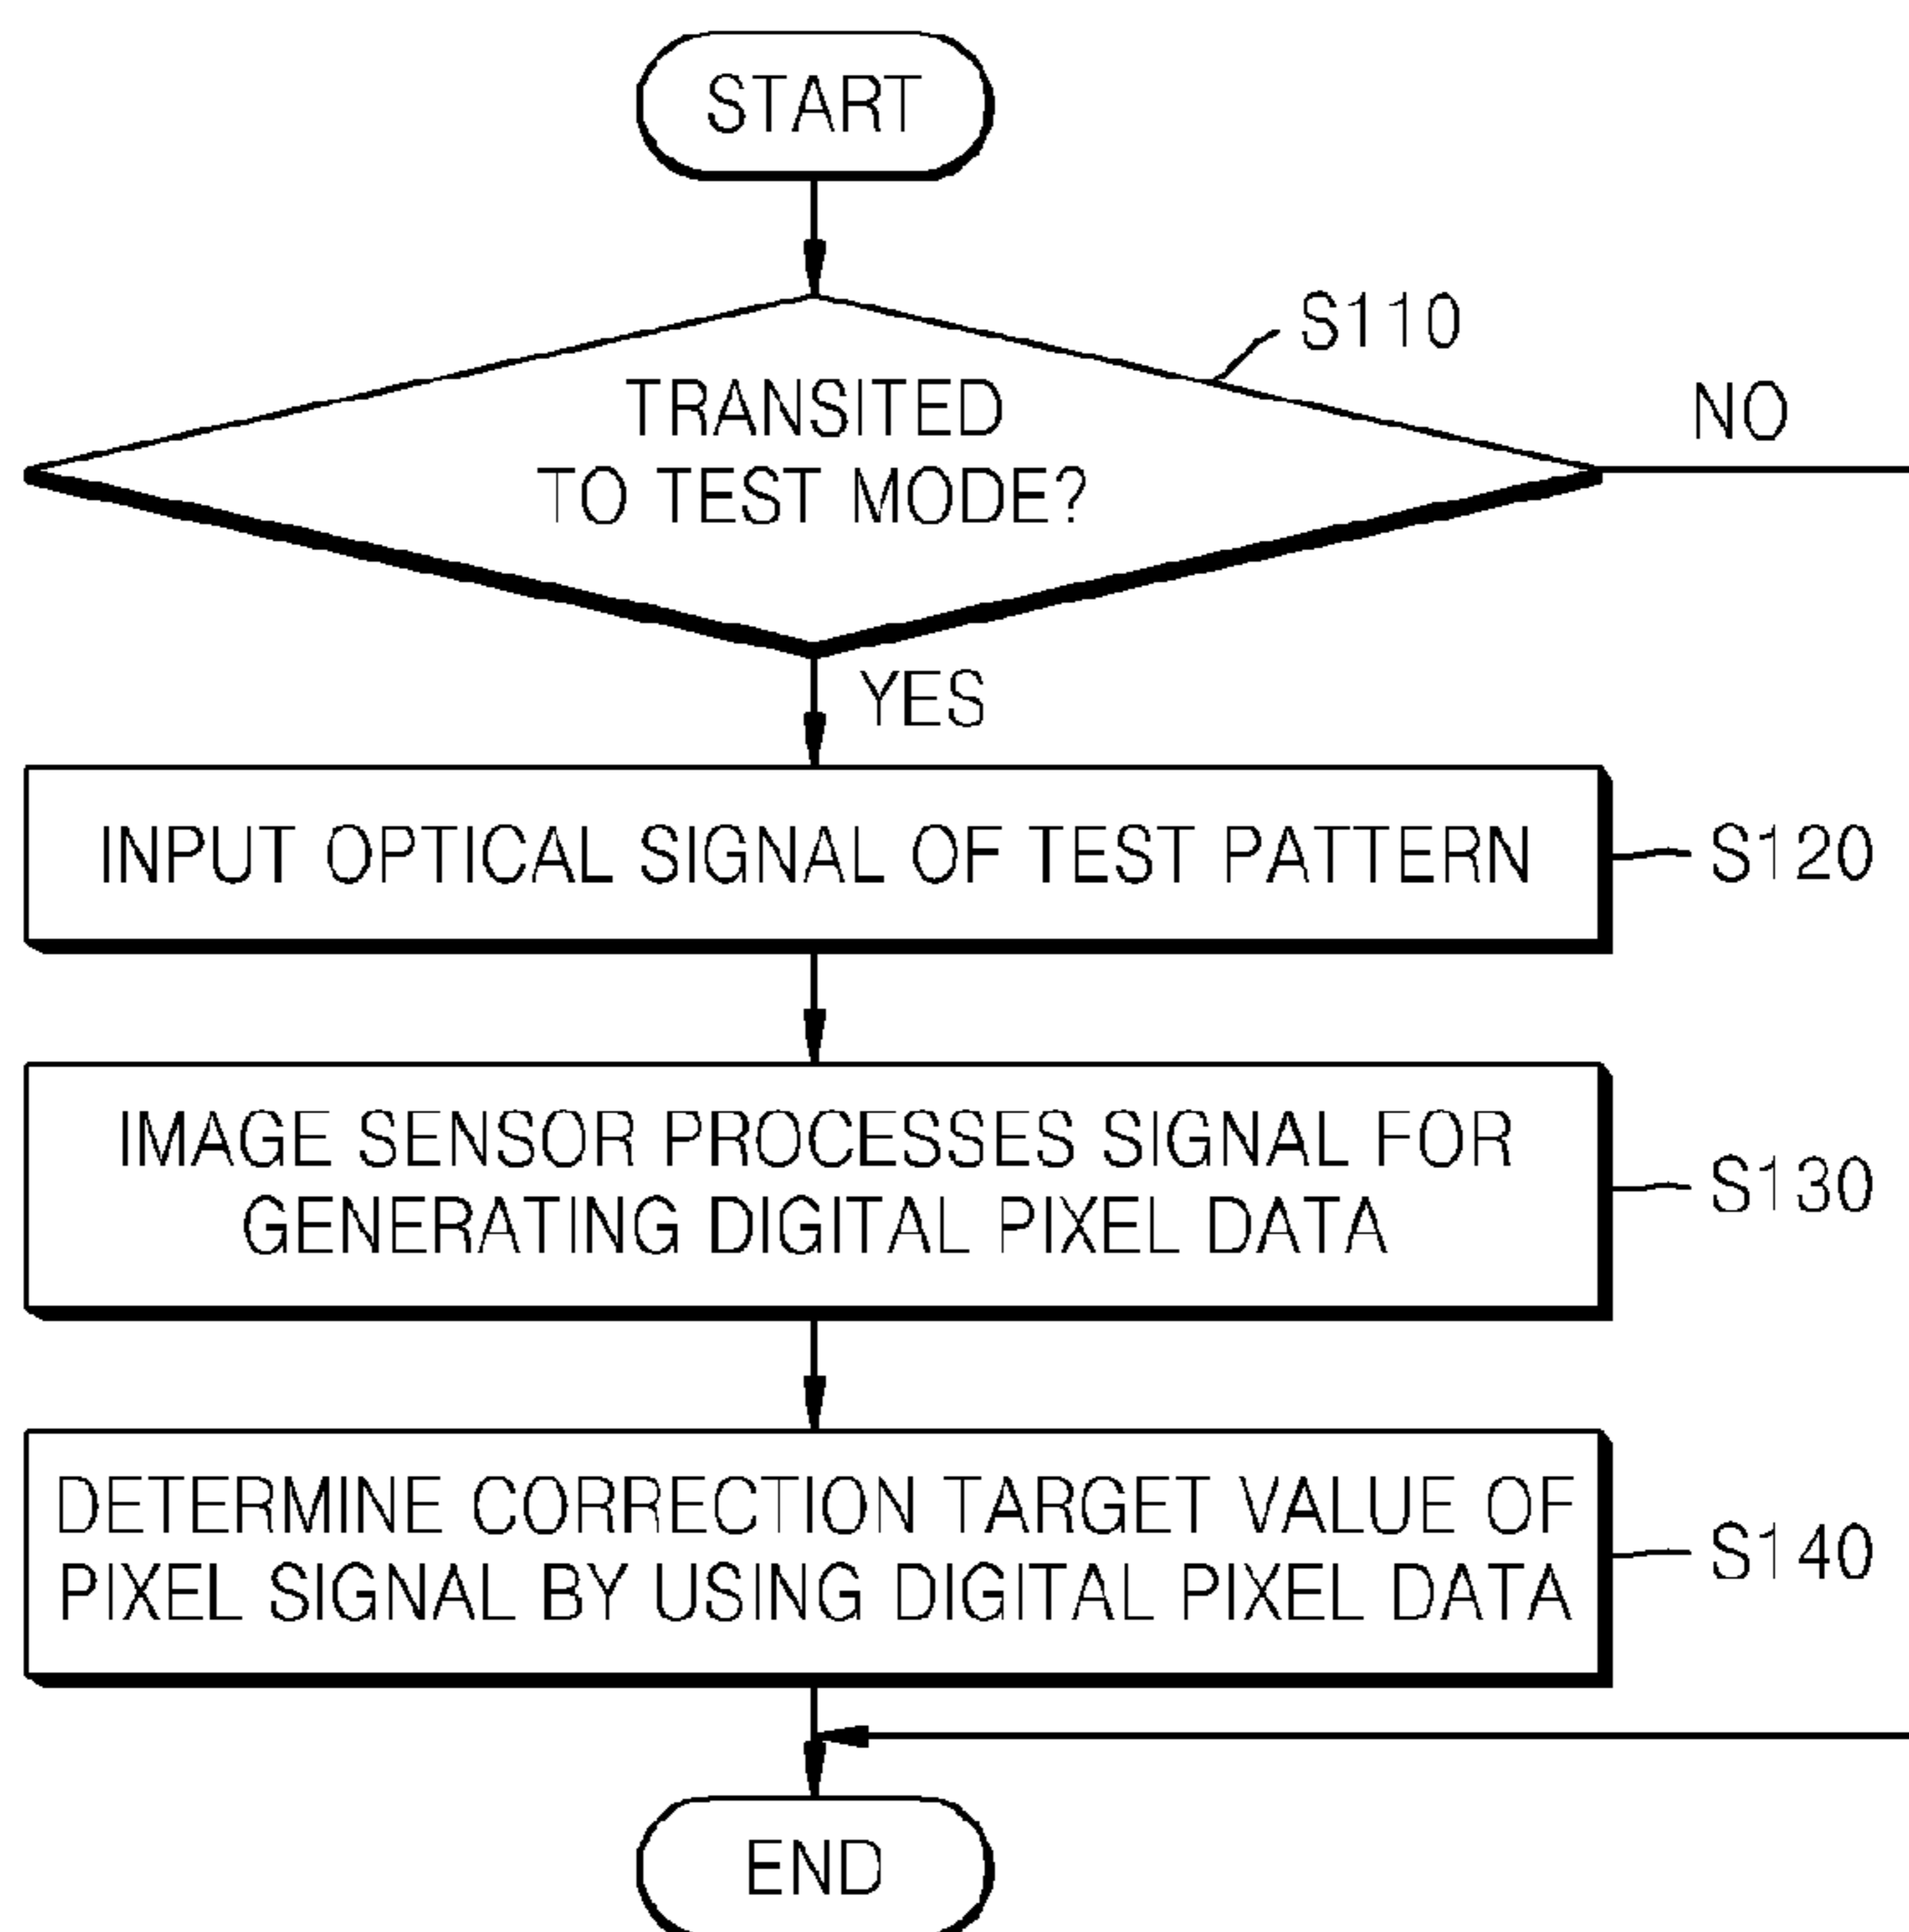 START
S110
TRANSITED
TO TEST MODE?
NO
YES
INPUT OPTICAL SIGNAL OF TEST PATTERN
S120
IMAGE SENSOR PROCESSES SIGNAL FOR
GENERATING DIGITAL PIXEL DATA
S130
DETERMINE CORRECTION TARGET VALUE OF
PIXEL SIGNAL BY USING DIGITAL PIXEL DATA
S140
END